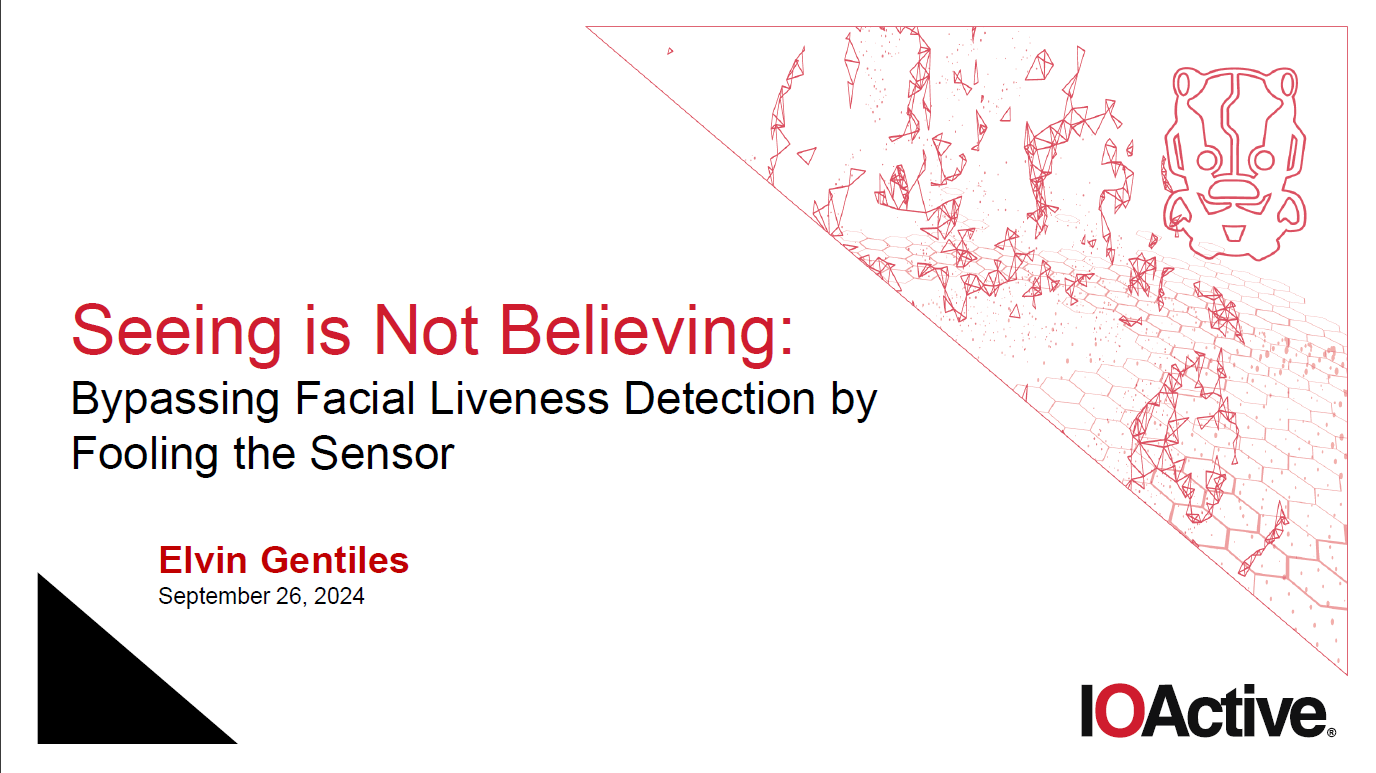 Seeing is Not Believing:
Bypassing Facial Liveness Detection by
Fooling the Sensor
Elvin Gentiles
September 26, 2024
IOActive®